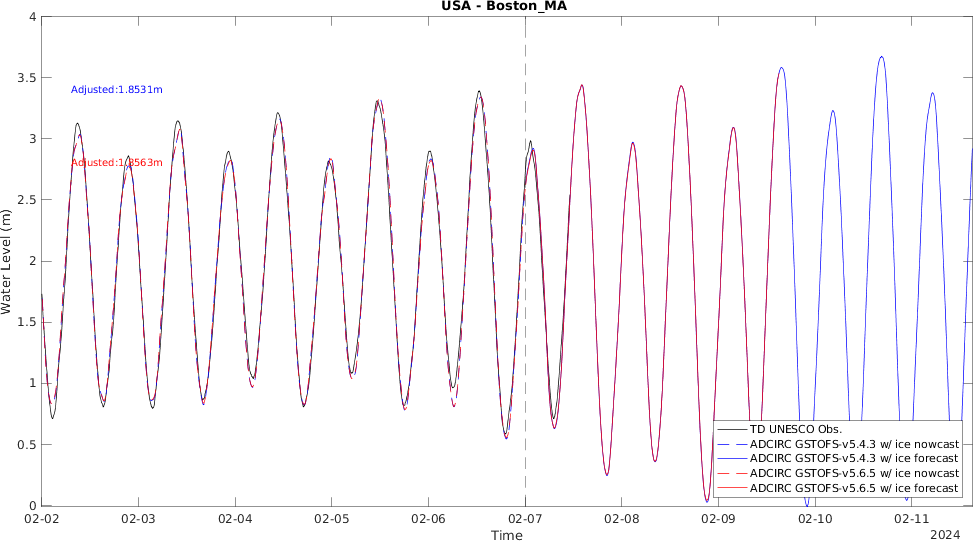 USA - Boston_MA
4
3.5
3
2.5
2
1.5
1
0.5
0
Water Level (m)
Adjusted:1.8531m
Adjusted:1.8563m
TD UNESCO Obs.
ADCIRC GSTOFS-v5.4.3 w/ ice nowcast
ADCIRC GSTOFS-v5.4.3 w/ ice forecast
ADCIRC GSTOFS-v5.6.5 w/ ice nowcast
ADCIRC GSTOFS-v5.6.5 w/ ice forecast
02-02 02-03 02-04 02-05 02-06 02-07 02-08 02-09 02-10 02-11
Time
2024